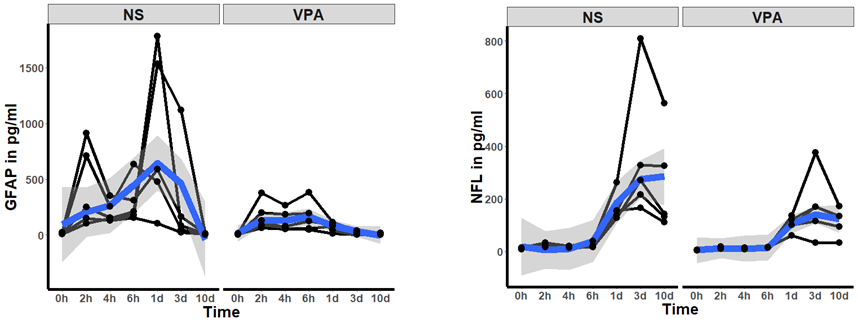 NS VPA
GFAP in pg/ml
1500
1000
500
0
0h 2h 4h 6h 1d 3d 10d 0h 2h 4h 6h 1d 3d 10d
Time
NS VPA
NFL in pg/ml
800
600
400
200
0
0h 2h 4h 6h 1d 3d 10d 0h 2h 4h 6h 1d 3d 10d
Time